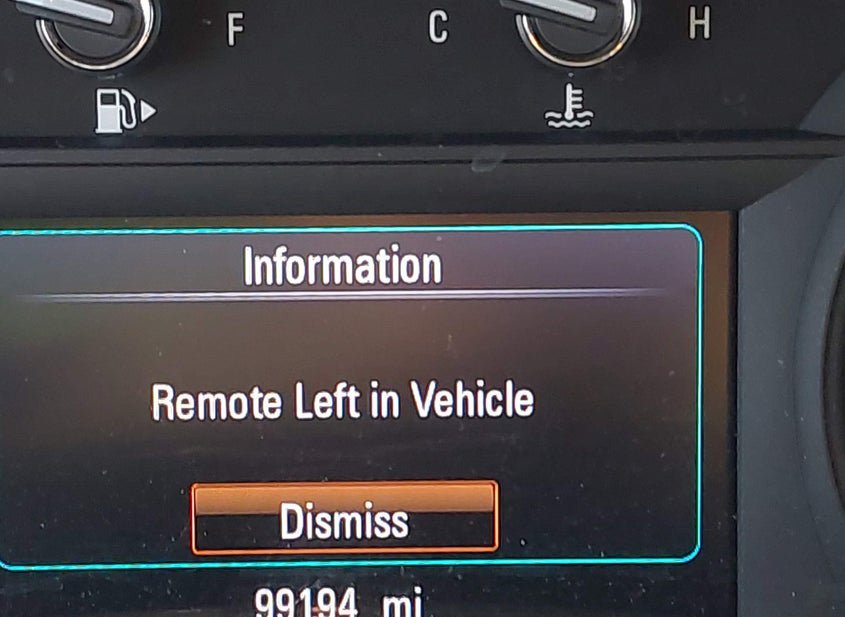 F C H
Information
Remote Left in Vehicle
Dismiss
99194 mi